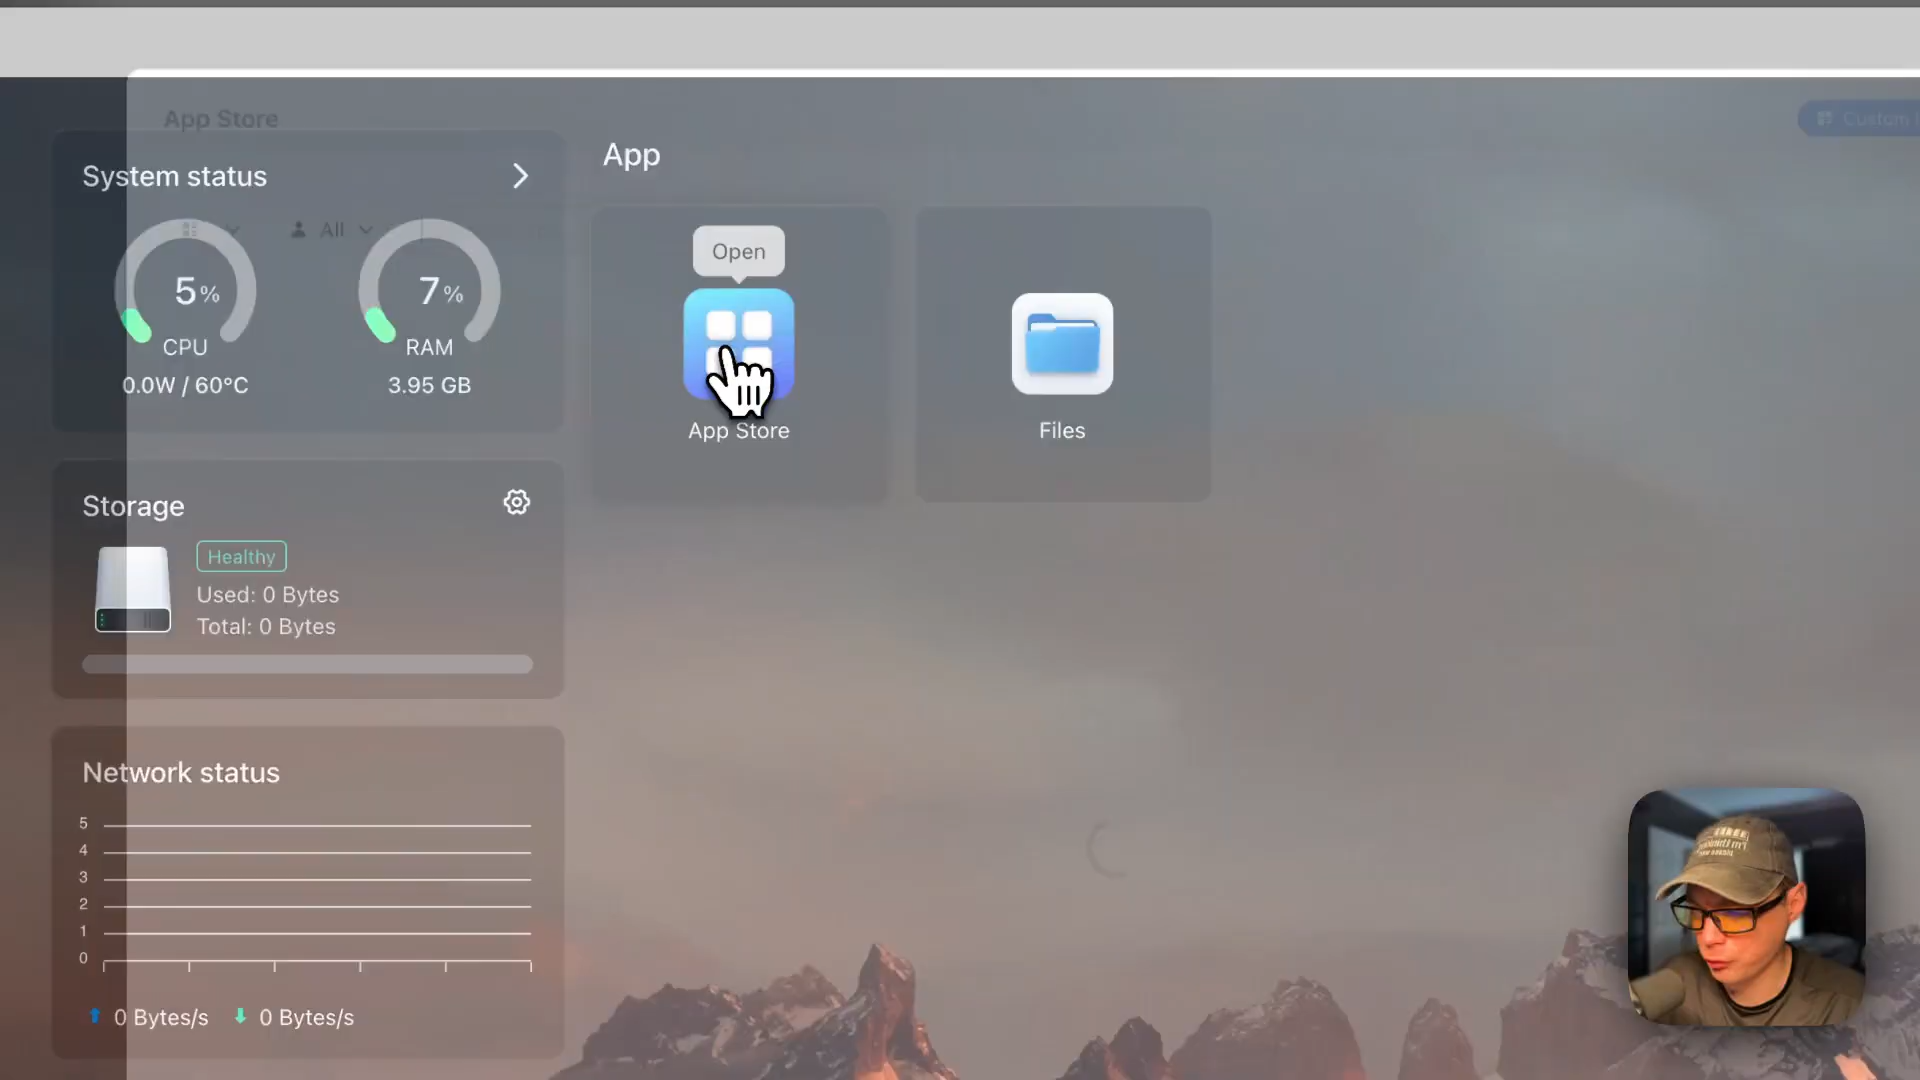 App Store
Custom
System status
App
All
Open
5%
7%
CPU
RAM
0.0W / 60°C
3.95 GB
App Store
Files
Storage
Healthy
Used: 0 Bytes
Total: 0 Bytes
Network status
5
4
3
2
1
0
0 Bytes/s
0 Bytes/s